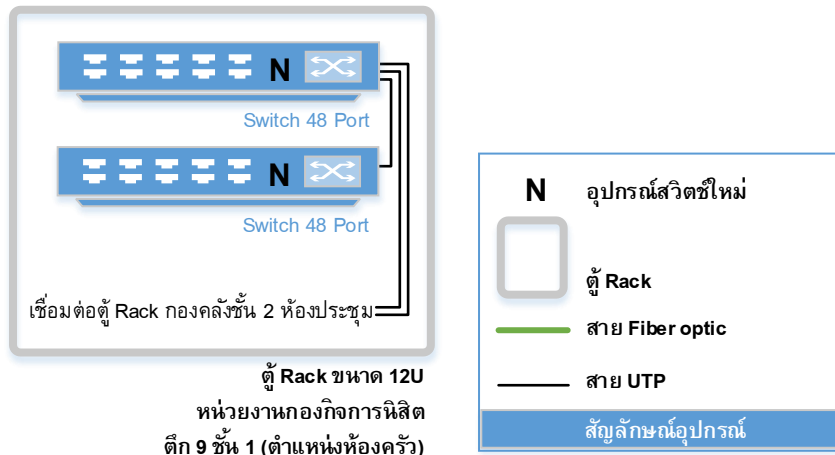 N
Switch 48 Port
N
Switch 48 Port
เชื่อมต่อตู้ Rack กองคลังชั้น 2 ห้องประชุม
ตู้ Rack ขนาด 12U
หน่วยงานกองกิจการนิสิต
ตึก 9 ชั้น 1 (ตำแหน่งห้องครัว)
N อุปกรณ์สวิตซ์ใหม่
ตู้ Rack
สาย Fiber optic
สาย UTP
สัญลักษณ์อุปกรณ์